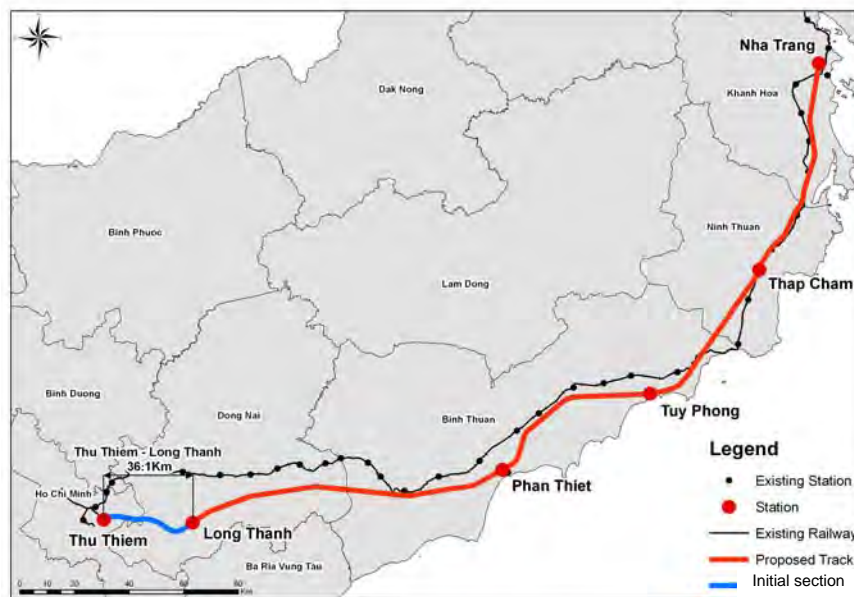 Nha Trang
Khanh Hoa
Dak Nong
Binh Phuoc
Ninh Thuan
Thap Cham
Lam Dong
Binh Duong
Dong Nai
Binh Thuan
Tuy Phong
Thu Thiem - Long Thanh
36.1Km
Phan Thiet
Ho Chi Minh
Thu Thiem
Long Thanh
Ba Ria Vung Tau
Legend
Existing Station
Station
Existing Railway
Proposed Track
Initial section
0 10 20 40 60 80
Km